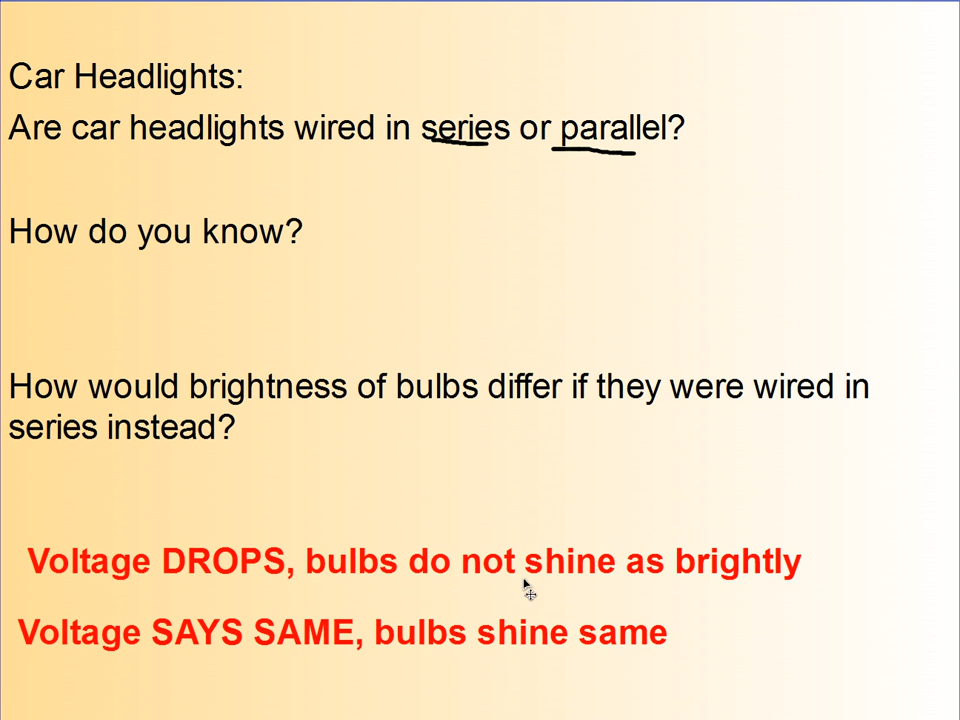 Car Headlights:
Are car headlights wired in series or parallel?
How do you know?
How would brightness of bulbs differ if they were wired in
series instead?
Voltage DROPS, bulbs do not shine as brightly
Voltage SAYS SAME, bulbs shine same